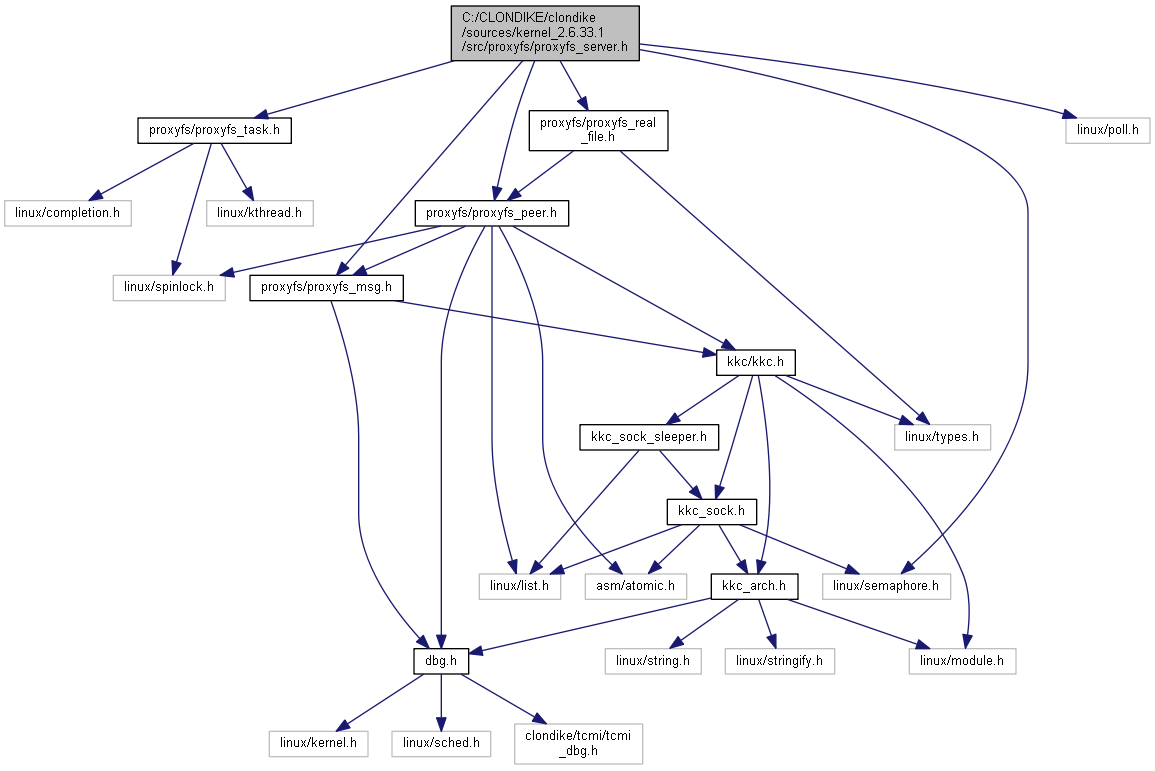 C:/CLONDIKE/clondike
/sources/kernel_2.6.33.1
/src/proxyfs/proxyfs_server.h
proxyfs/proxyfs_task.h
proxyfs/proxyfs_real
_file.h
linux/poll.h
linux/completion.h
linux/kthread.h
proxyfs/proxyfs_peer.h
linux/spinlock.h
proxyfs/proxyfs_msg.h
kkc/kkc.h
kkc_sock_sleeper.h
linux/types.h
kkc_sock.h
linux/list.h
asm/atomic.h
kkc_arch.h
linux/semaphore.h
dbg.h
linux/string.h
linux/stringify.h
linux/module.h
linux/kernel.h
linux/sched.h
clondike/tcmi/tcmi
_dbg.h